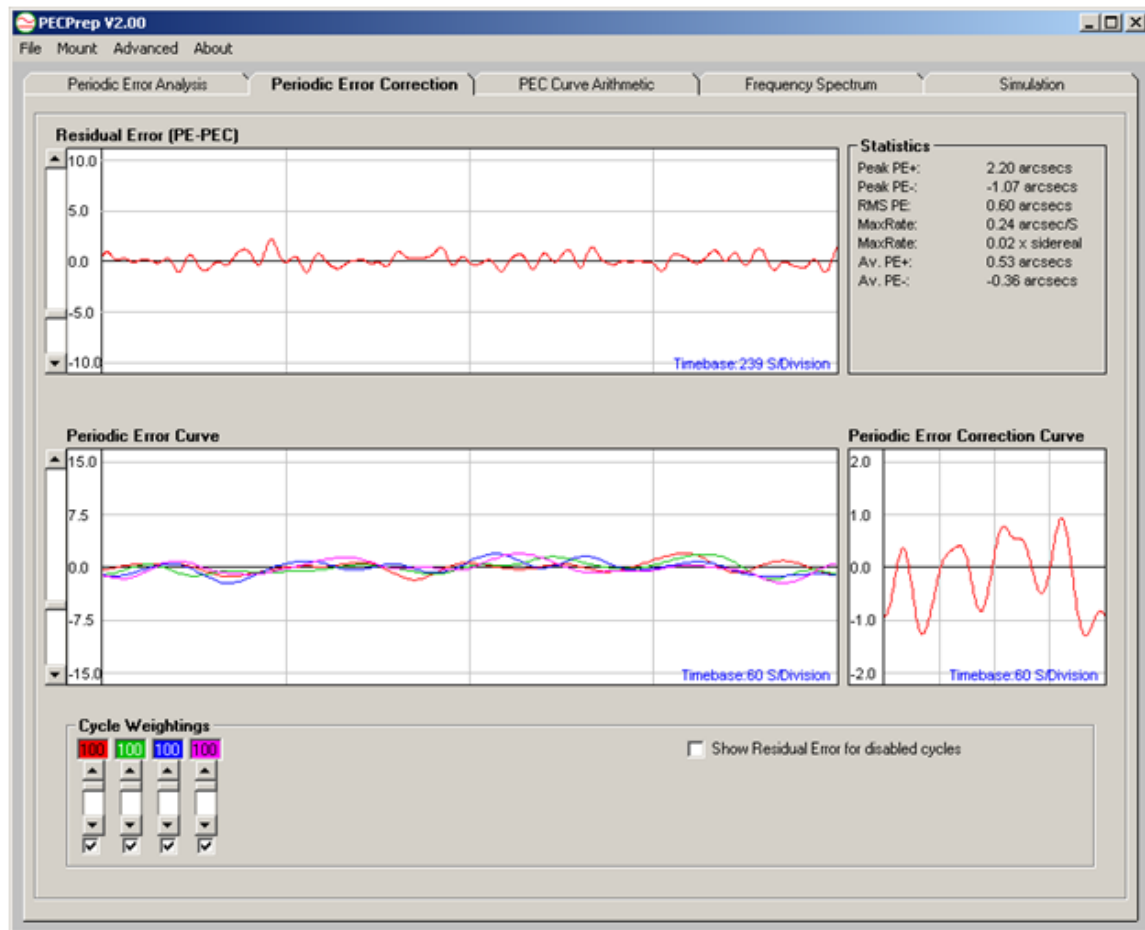 PECPrep V2.00
File Mount Advanced About
Periodic Error Analysis Periodic Error Correction PEC Curve Arithmetic Frequency Spectrum Simulation
Residual Error (PE-PEC)
10.0
5.0
0.0
-5.0
-10.0
Timebase:239 S/Division
Statistics
Peak PE+: 2.20 arcsecs
Peak PE-: -1.07 arcsecs
RMS PE: 0.60 arcsecs
MaxRate: 0.24 arcsec/S
MaxRate: 0.02 x sidereal
Av. PE+: 0.53 arcsecs
Av. PE-: -0.36 arcsecs
Periodic Error Curve
15.0
7.5
0.0
-7.5
-15.0
Timebase:60 S/Division
Periodic Error Correction Curve
2.0
1.0
0.0
-1.0
-2.0
Timebase:60 S/Division
Cycle Weightings
100 100 100 100
Show Residual Error for disabled cycles